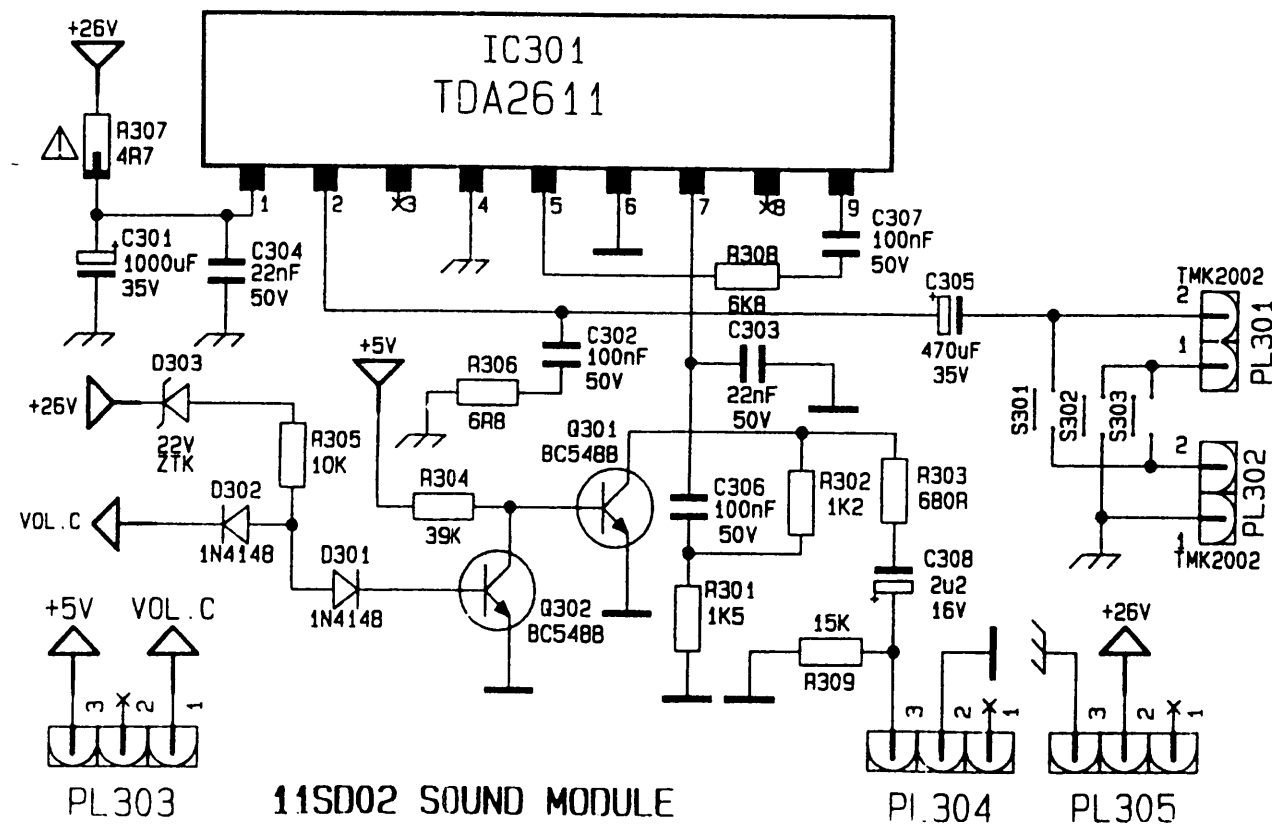 +26V
IC301
TDA2611
R307
4R7
1
2
3
4
5
6
7
8
9
C301
1000uF
35V
C304
22nF
50V
C307
100nF
50V
R308
6K8
C305
470uF
35V
TMK2002
2
1
PL301
C302
100nF
50V
C303
22nF
50V
+5V
R306
6R8
D303
+26V
22V
ZTK
R305
10K
Q301
BC548B
S301
S302
S303
R304
39K
C306
100nF
50V
R302
1K2
R303
680R
2
1
PL302
TMK2002
D302
VOL.C
1N4148
D301
1N4148
Q302
BC548B
R301
1K5
C308
2u2
16V
+5V
VOL.C
15K
R309
+26V
3
2
1
3
2
1
3
2
1
PL303
11SD02 SOUND MODULE
PL304
PL305